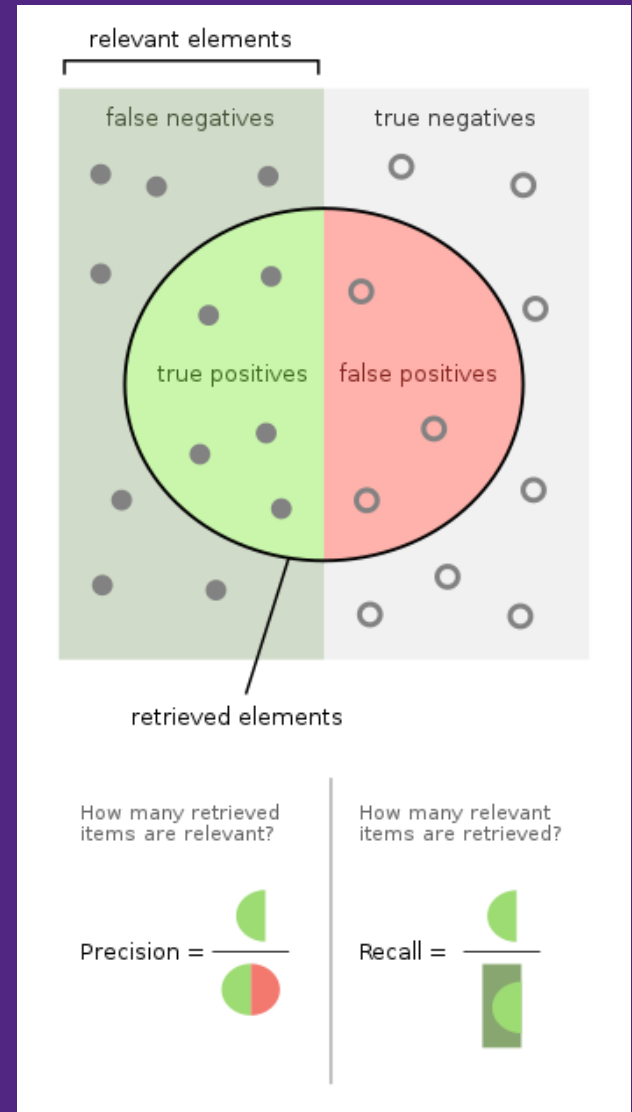 relevant elements
false negatives
true negatives
true positives
false positives
retrieved elements
How many retrieved
items are relevant?
Precision =
How many relevant
items are retrieved?
Recall =